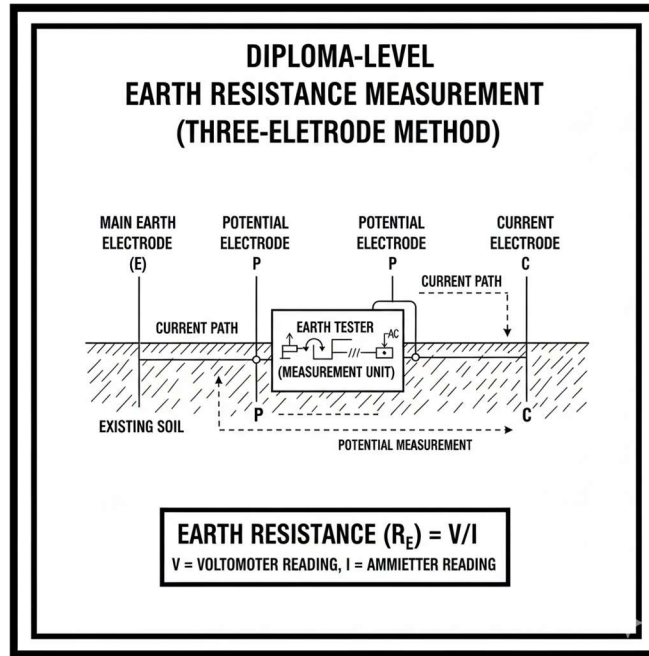 DIPLOMA-LEVEL
EARTH RESISTANCE MEASUREMENT
(THREE-ELETRODE METHOD)
MAIN EARTH
ELECTRODE
(E)
POTENTIAL
ELECTRODE
P
POTENTIAL
ELECTRODE
P
CURRENT
ELECTRODE
C
CURRENT PATH
CURRENT PATH
EARTH TESTER
AC
(MEASUREMENT UNIT)
EXISTING SOIL
P
C
POTENTIAL MEASUREMENT
EARTH RESISTANCE (RE) = V/I
V = VOLTOMOTER READING, I = AMMIETTER READING